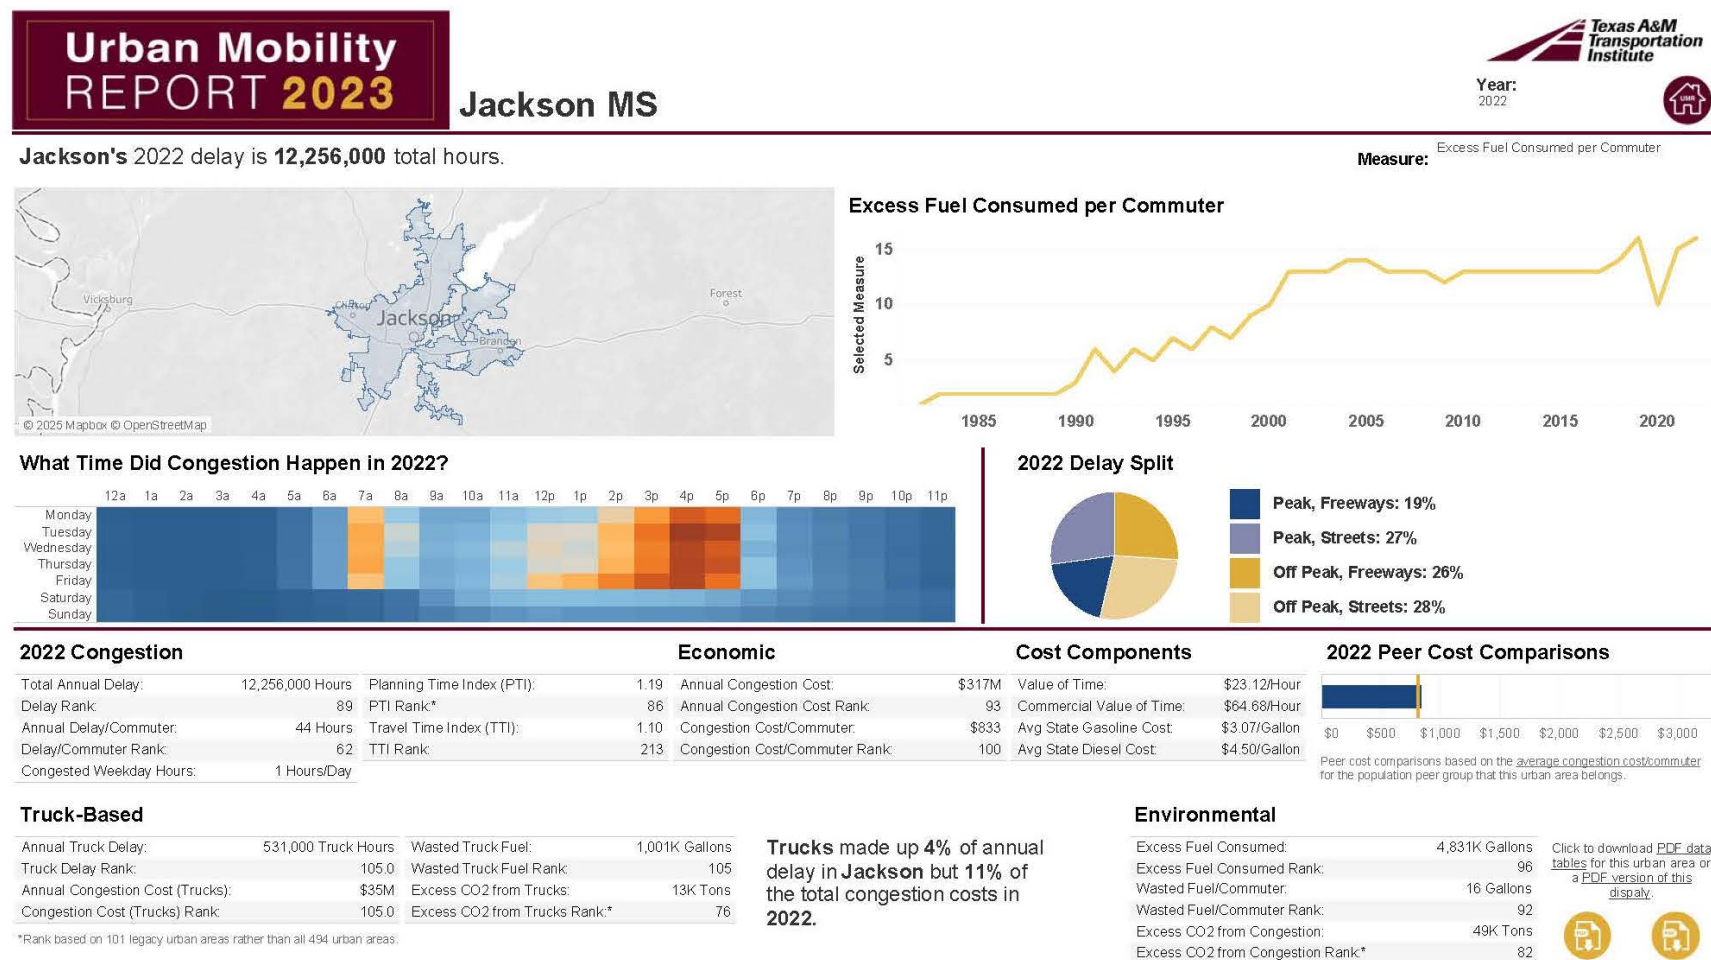 Urban Mobility
REPORT 2023
Jackson MS
Texas A&M
Transportation
Institute
Year:
2022
UMR
Jackson's 2022 delay is 12,256,000 total hours.
Measure:
Excess Fuel Consumed per Commuter
Vicksburg
Clinton
Jackson
Brandon
Forest
© 2025 Mapbox © OpenStreetMap
Excess Fuel Consumed per Commuter
Selected Measure
15
10
5
1985 1990 1995 2000 2005 2010 2015 2020
What Time Did Congestion Happen in 2022?
12a 1a 2a 3a 4a 5a 6a 7a 8a 9a 10a 11a 12p 1p 2p 3p 4p 5p 6p 7p 8p 9p 10p 11p
Monday
Tuesday
Wednesday
Thursday
Friday
Saturday
Sunday
2022 Delay Split
Peak, Freeways: 19%
Peak, Streets: 27%
Off Peak, Freeways: 26%
Off Peak, Streets: 28%
2022 Congestion
Total Annual Delay: 12,256,000 Hours
Delay Rank: 89
Annual Delay/Commuter: 44 Hours
Delay/Commuter Rank: 62
Congested Weekday Hours: 1 Hours/Day
Planning Time Index (PTI): 1.19
PTI Rank:* 86
Travel Time Index (TTI): 1.10
TTI Rank: 213
Economic
Annual Congestion Cost: $317M
Annual Congestion Cost Rank: 93
Congestion Cost/Commuter: $833
Congestion Cost/Commuter Rank: 100
Cost Components
Value of Time: $23.12/Hour
Commercial Value of Time: $64.68/Hour
Avg State Gasoline Cost: $3.07/Gallon
Avg State Diesel Cost: $4.50/Gallon
2022 Peer Cost Comparisons
$0 $500 $1,000 $1,500 $2,000 $2,500 $3,000
Peer cost comparisons based on the average congestion cost/commuter
for the population peer group that this urban area belongs.
Truck-Based
Annual Truck Delay: 531,000 Truck Hours
Truck Delay Rank: 105.0
Annual Congestion Cost (Trucks): $35M
Congestion Cost (Trucks) Rank: 105.0
Wasted Truck Fuel: 1,001K Gallons
Wasted Truck Fuel Rank: 105
Excess CO2 from Trucks: 13K Tons
Excess CO2 from Trucks Rank:* 76
*Rank based on 101 legacy urban areas rather than all 494 urban areas.
Trucks made up 4% of annual
delay in Jackson but 11% of
the total congestion costs in
2022.
Environmental
Excess Fuel Consumed: 4,831K Gallons
Excess Fuel Consumed Rank: 96
Wasted Fuel/Commuter: 16 Gallons
Wasted Fuel/Commuter Rank: 92
Excess CO2 from Congestion: 49K Tons
Excess CO2 from Congestion Rank:* 82
Click to download PDF data
tables for this urban area or
a PDF version of this
dispaly.